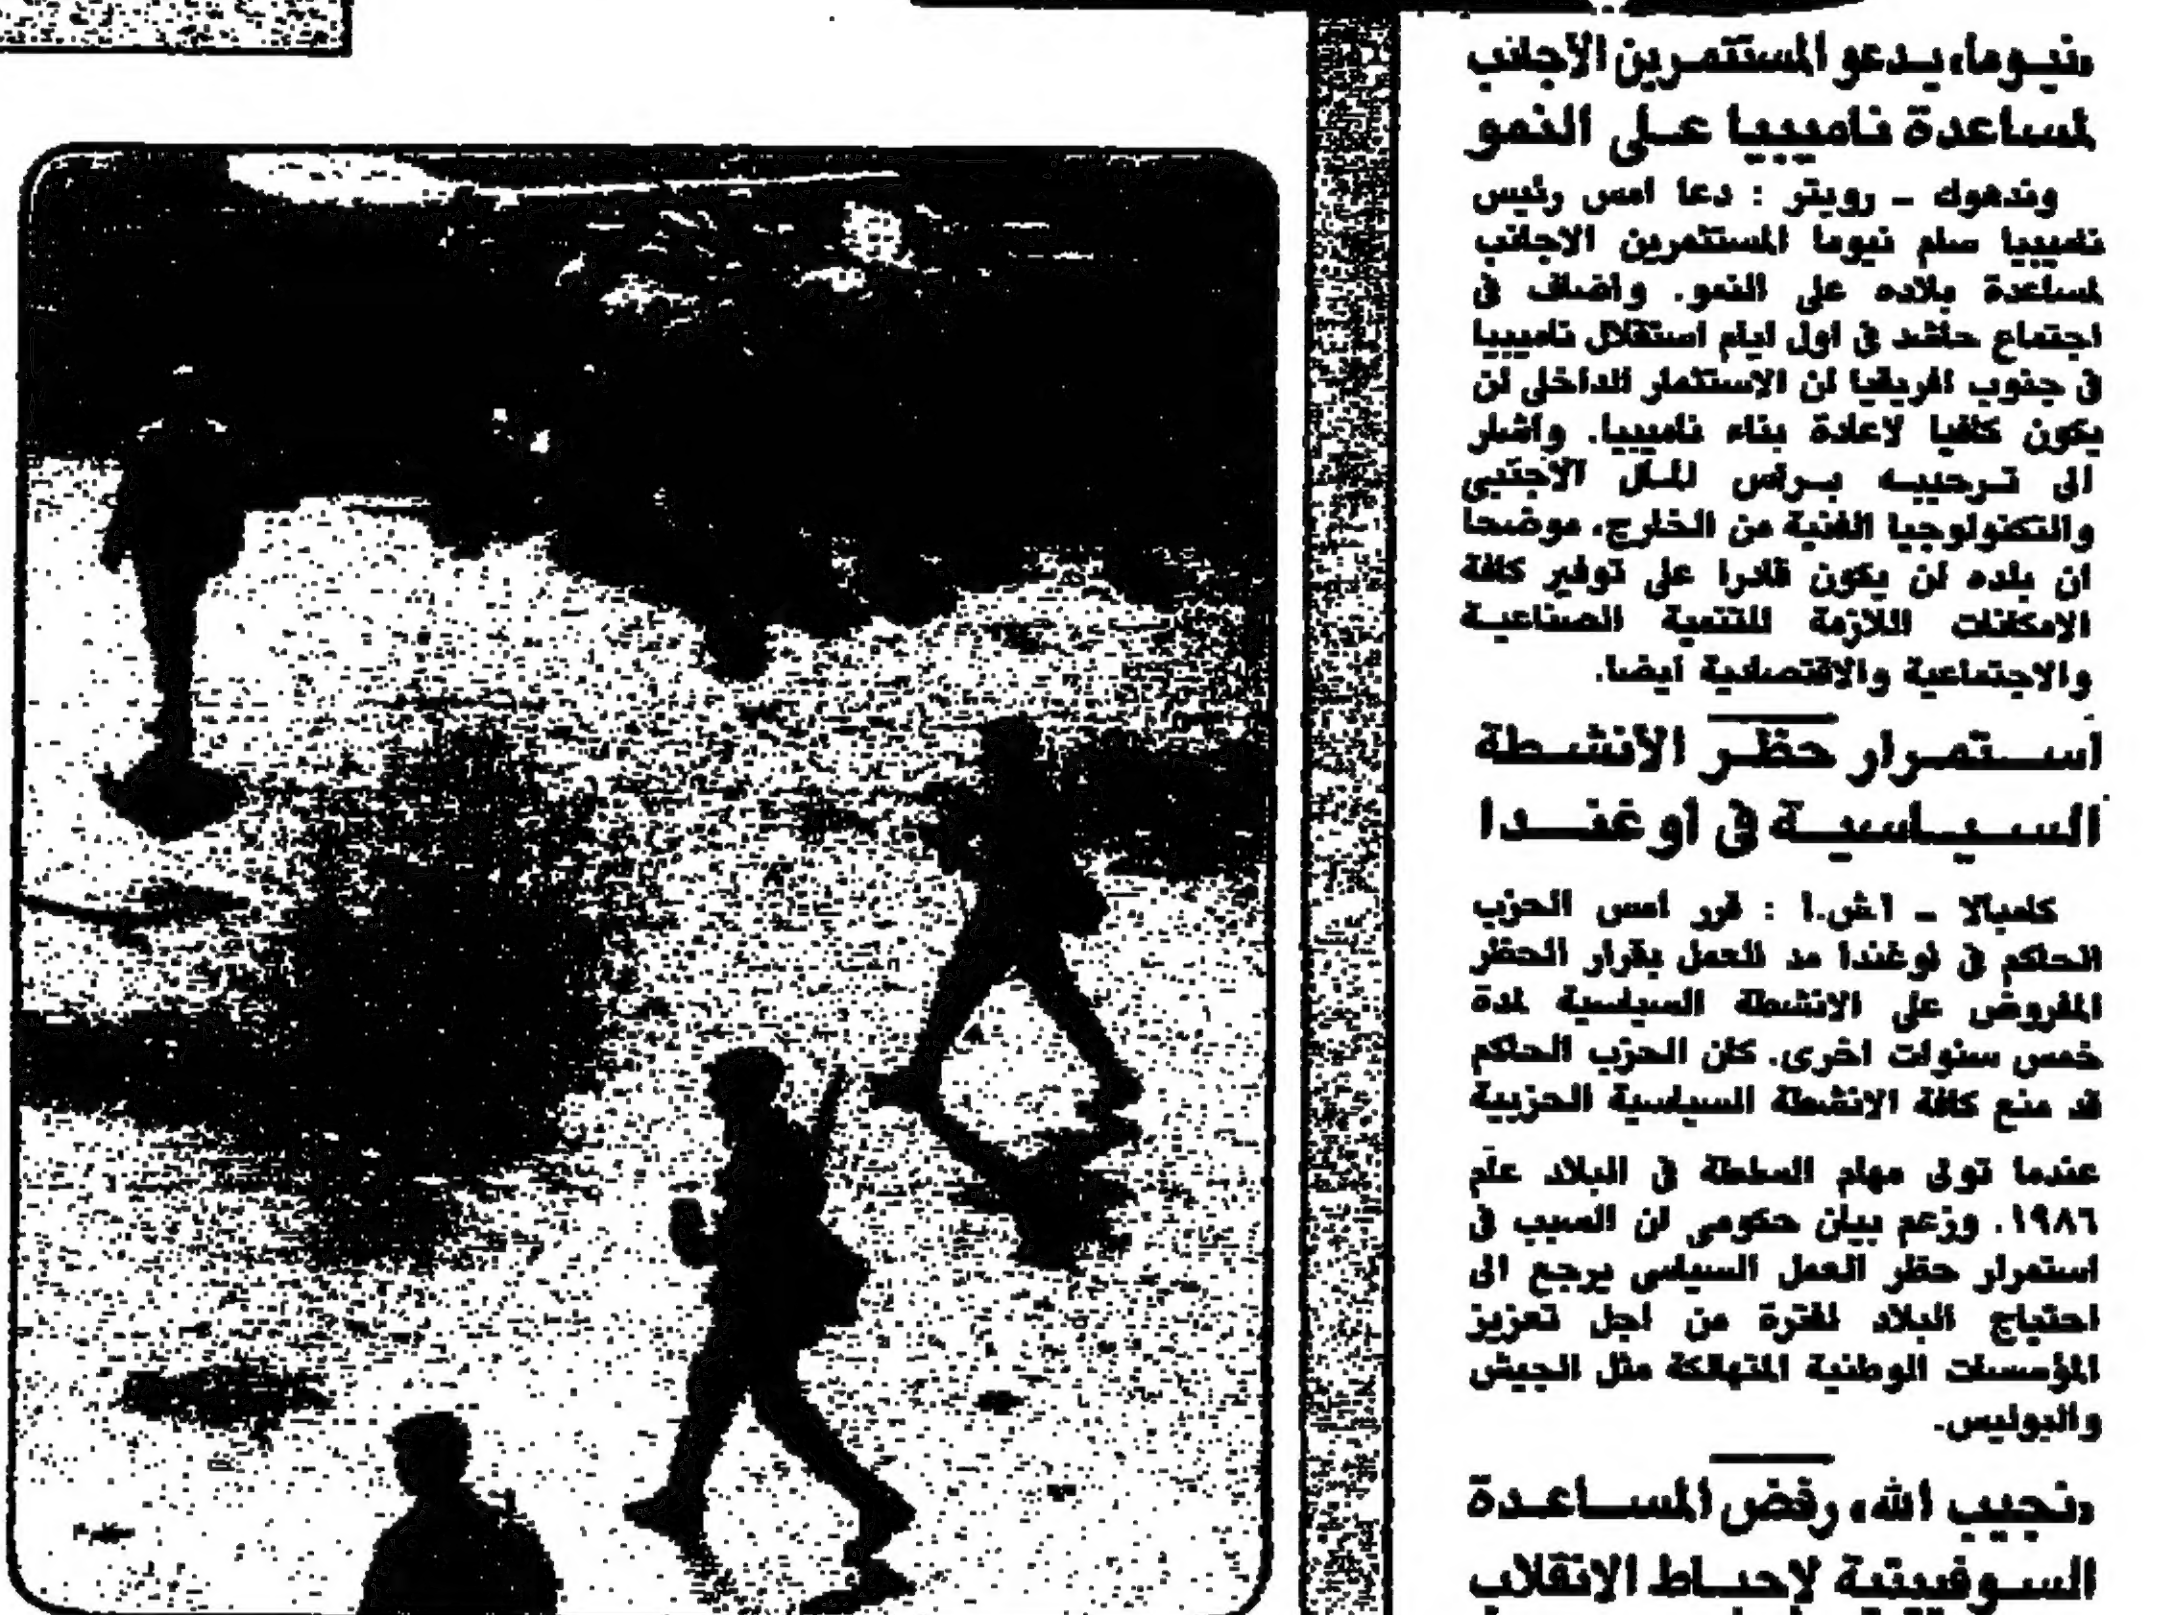 «نيوما» يدعو المستثمرين الأجانب
لمساعدة ناميبيا على النمو
وندهوك - رويتر : دعا امس رئيس
ناميبيا سام نيوما المستثمرين الاجانب
لمساعدة بلاده على النمو. واضاف في
اجتماع حاشد في اول ايام استقلال ناميبيا
في جنوب افريقيا ان الاستثمار الداخلي لن
يكون كافيا لاعادة بناء ناميبيا. واشار
الى ترحيبه برأس المال الاجنبي
والتكنولوجيا الفنية من الخارج، موضحا
ان بلده لن يكون قادرا على توفير كافة
الامكانات اللازمة للتنمية الصناعية
والاجتماعية والاقتصادية ايضا.
استمرار حظر الأنشطة
السياسية في اوغندا
كامبالا - اش.ا : قرر امس الحزب
الحاكم في اوغندا مد العمل بقرار الحظر
المفروض على الانشطة السياسية لمدة
خمس سنوات اخرى. كان الحزب الحاكم
قد منع كافة الانشطة السياسية الحزبية
عندما تولى مهام السلطة في البلاد عام
١٩٨٦. وزعم بيان حكومي ان السبب في
استمرار حظر العمل السياسي يرجع الى
احتياج البلاد لفترة من اجل تعزيز
المؤسسات الوطنية المتهالكة مثل الجيش
والبوليس.
«نجيب الله» رفض المساعدة
السوفييتية لإحباط الانقلاب